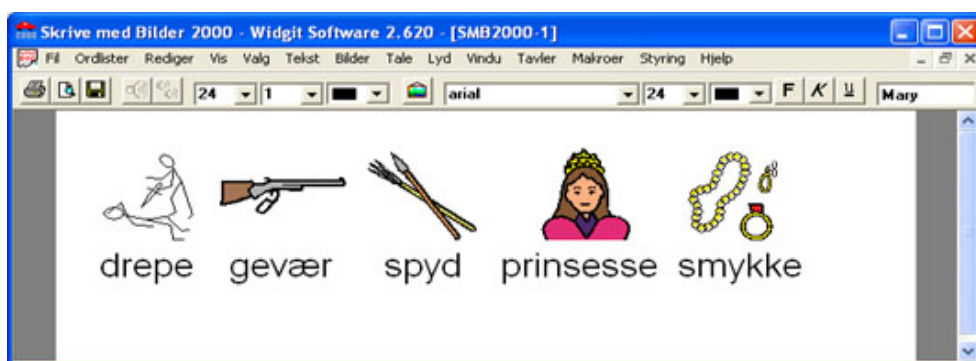 Skrive med Bilder 2000 - Widgit Software 2.620 - [SMB2000-1]
Fil Ordlister Rediger Vis Valg Tekst Bilder Tale Lyd Vindu Tavler Makroer Styring Hjelp
24 1 arial 24 F K U Mary
drepe gevær spyd prinsesse smykke